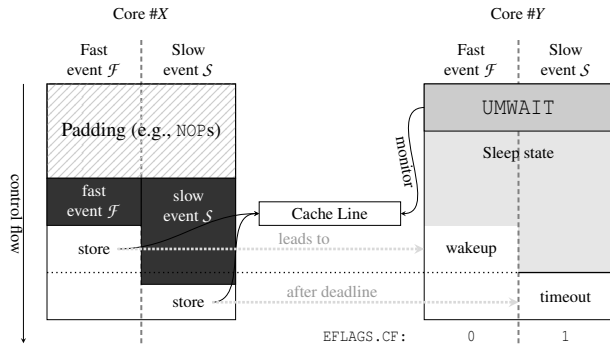 Core #X
Core #Y
Fast
event ℱ
Slow
event 𝒮
Fast
event ℱ
Slow
event 𝒮
Padding (e.g., NOPs)
UMWAIT
monitor
Sleep state
control flow
fast
event ℱ
slow
event 𝒮
Cache Line
store
leads to
wakeup
store
after deadline
timeout
EFLAGS.CF: 0 1